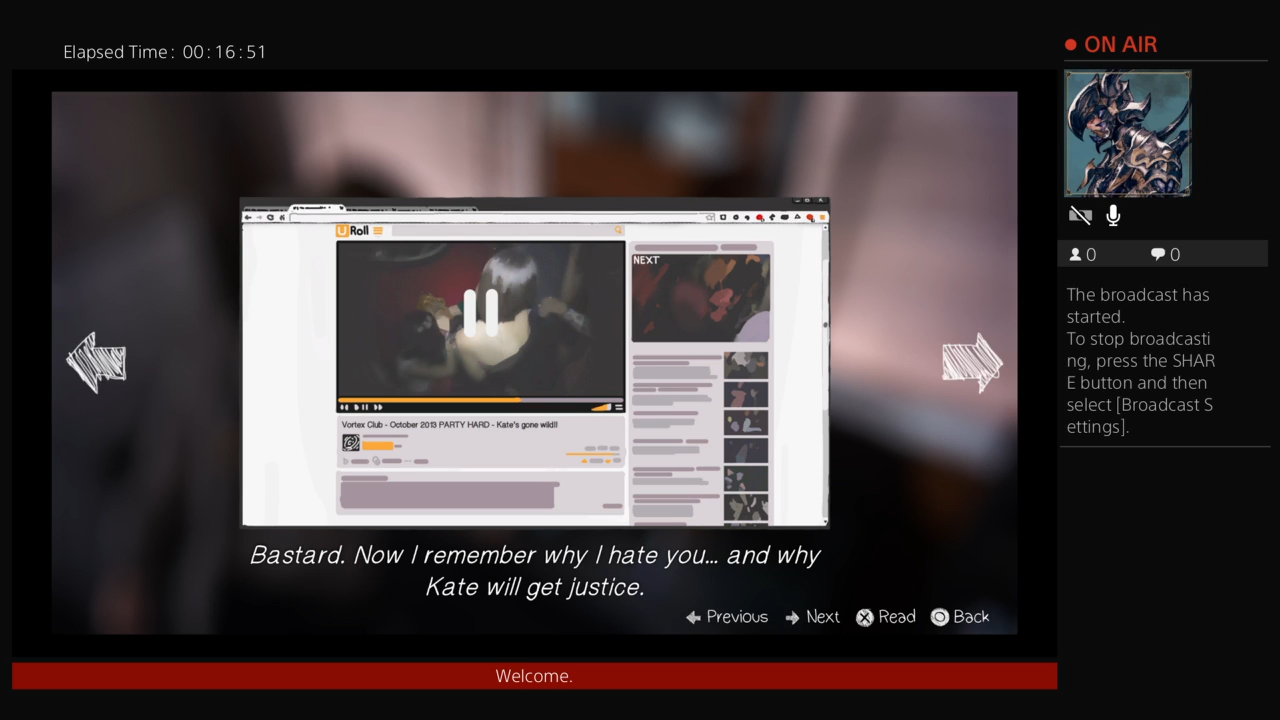 Elapsed Time: 00:16:51
ON AIR
0
0
The broadcast has
started.
To stop broadcasti
ng, press the SHAR
E button and then
select [Broadcast S
ettings].
U Roll
NEXT
Vortex Club - October 2013 PARTY HARD - Kate's gone wild!!
Bastard. Now I remember why I hate you... and why
Kate will get justice.
Previous Next Read Back
Welcome.